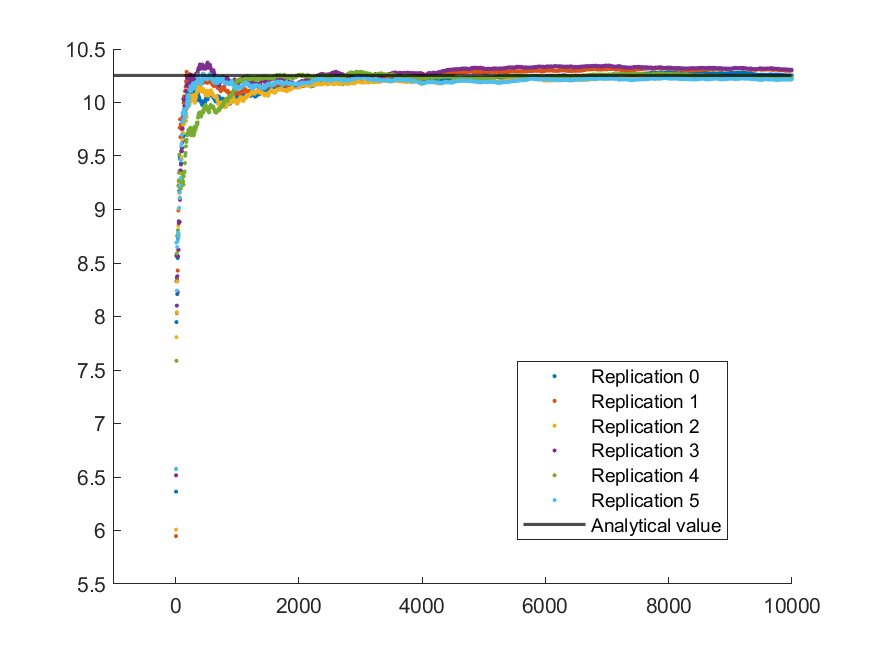 10.5
10
9.5
9
8.5
8
7.5
7
6.5
6
5.5
0 2000 4000 6000 8000 10000
Replication 0
Replication 1
Replication 2
Replication 3
Replication 4
Replication 5
Analytical value